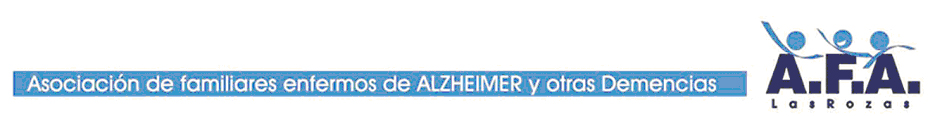 Asociación de familiares enfermos de ALZHEIMER y otras Demencias
A.F.A.
LasRozas